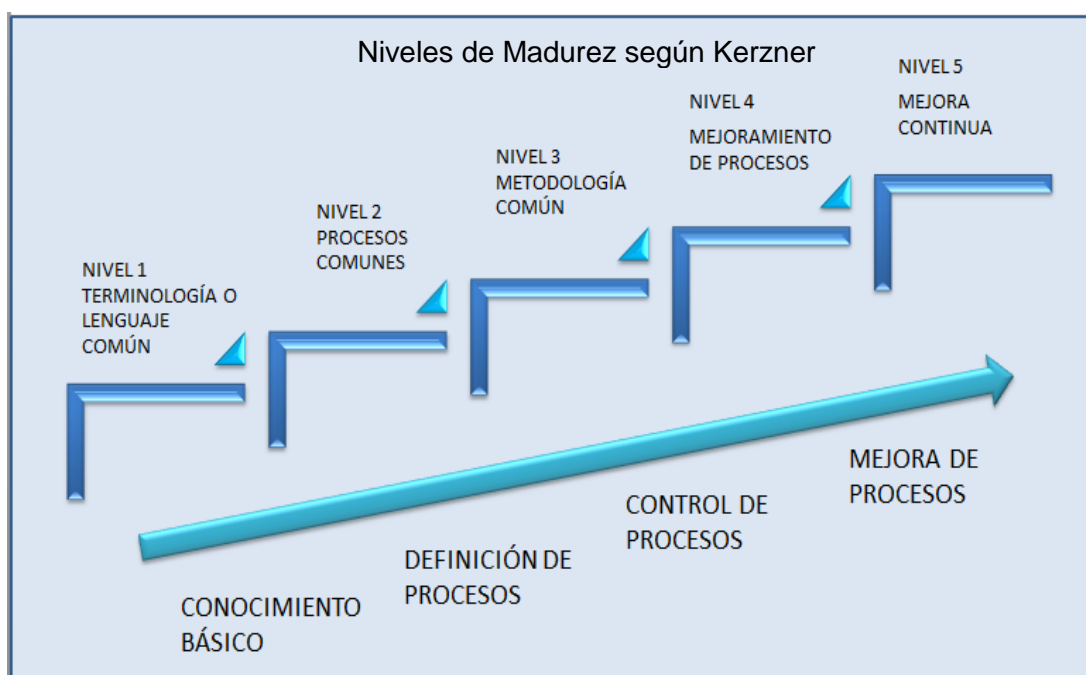 Niveles de Madurez según Kerzner
NIVEL 1
TERMINOLOGÍA O
LENGUAJE
COMÚN
NIVEL 2
PROCESOS
COMUNES
NIVEL 3
METODOLOGÍA
COMÚN
NIVEL 4
MEJORAMIENTO
DE PROCESOS
NIVEL 5
MEJORA
CONTINUA
CONOCIMIENTO
BÁSICO
DEFINICIÓN DE
PROCESOS
CONTROL DE
PROCESOS
MEJORA DE
PROCESOS